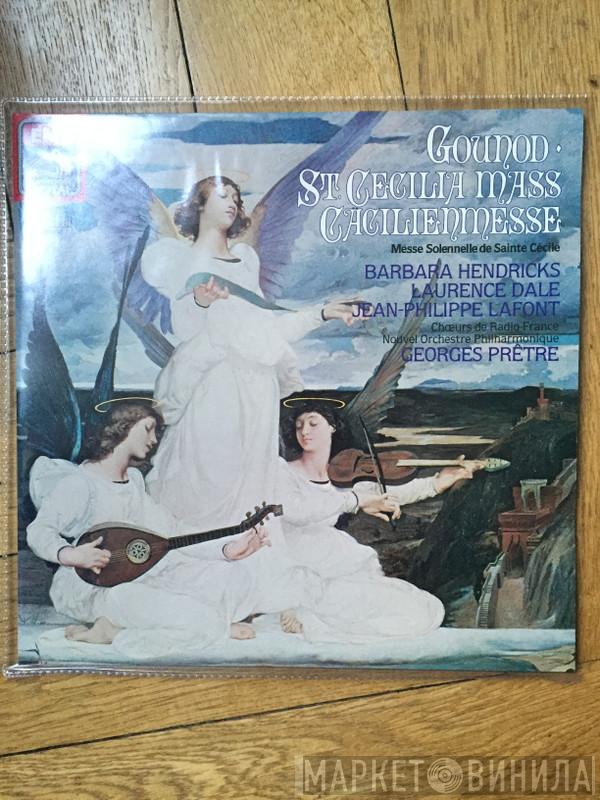 GOUNOD ·
ST. CECILIA MASS
CÄCILIENMESSE
Messe Solennelle de Sainte Cécile
BARBARA HENDRICKS
LAURENCE DALE
JEAN-PHILIPPE LAFONT
Chœurs de Radio-France
Nouvel Orchestre Philharmonique
GEORGES PRÊTRE
МАРКЕТ ВИНИЛА